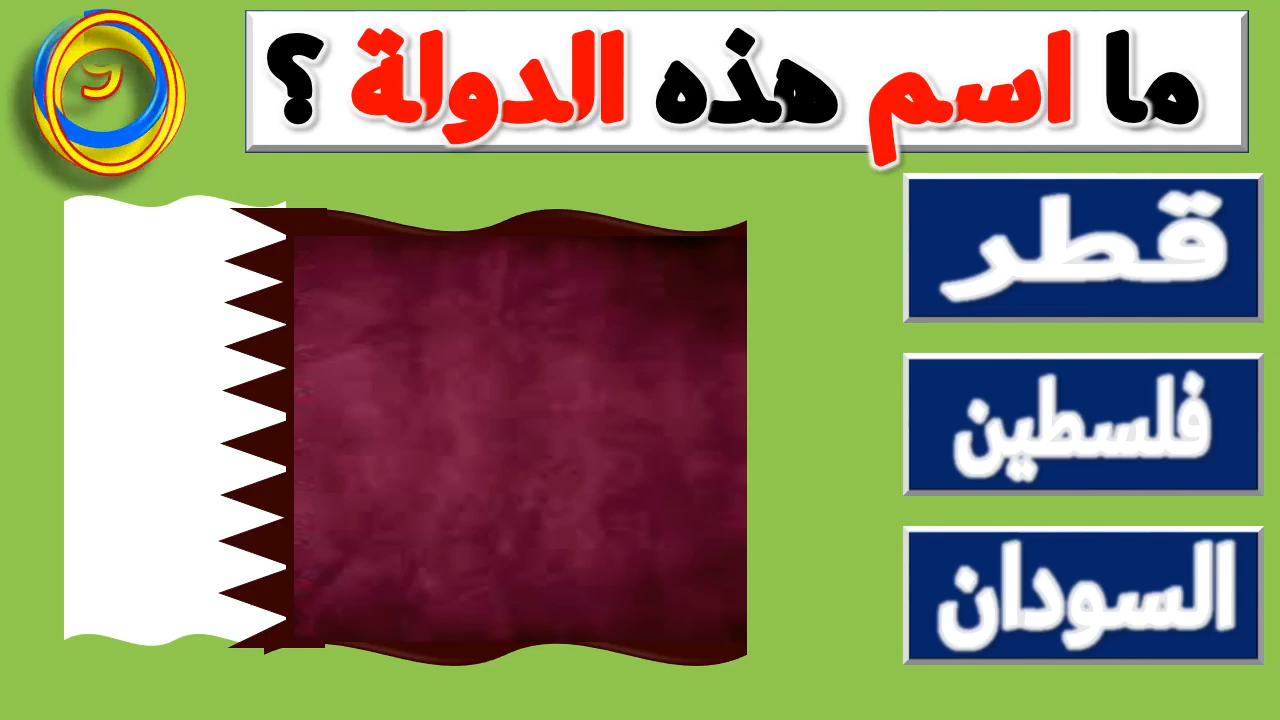 ما اسم هذه الدولة ؟
قطر
فلسطين
السودان